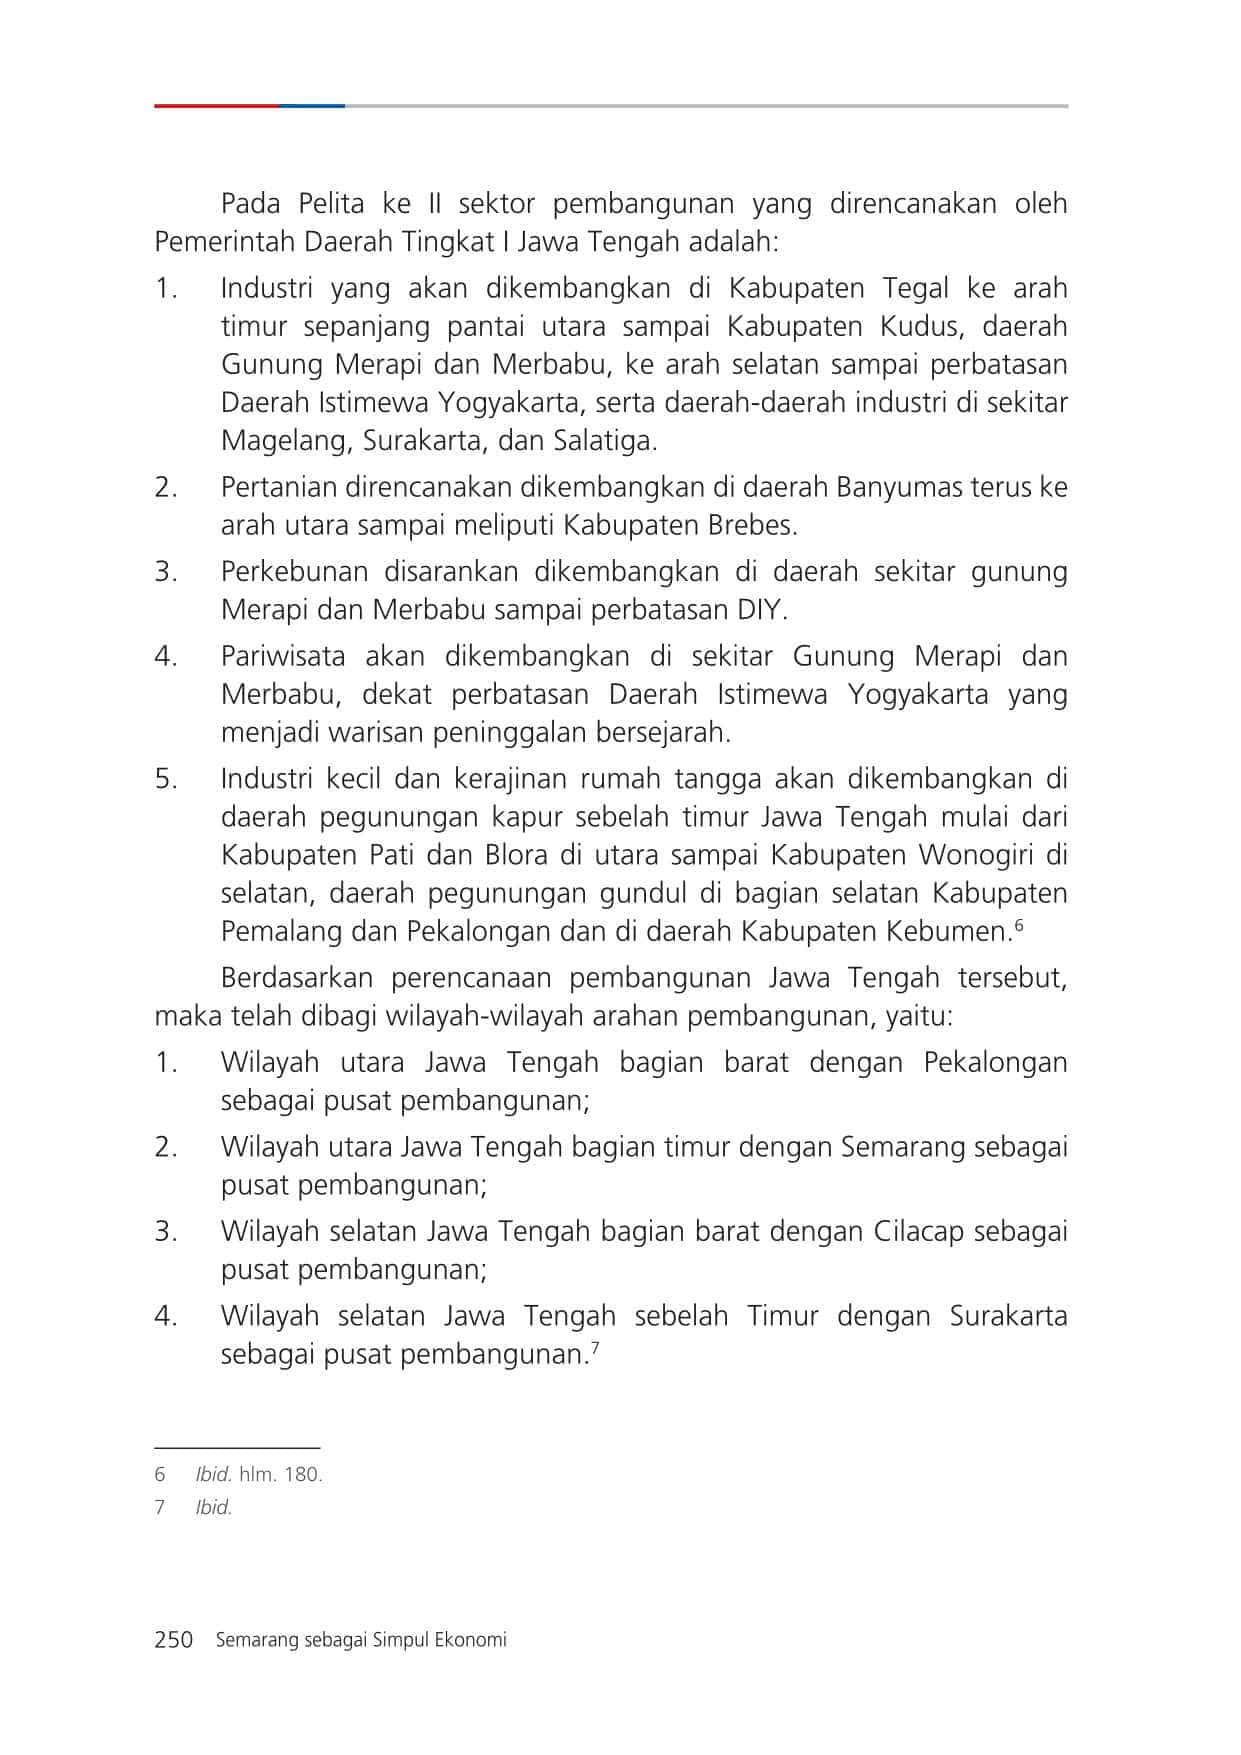 Pada Pelita ke II sektor pembangunan yang direncanakan oleh
Pemerintah Daerah Tingkat I Jawa Tengah adalah:
1. Industri yang akan dikembangkan di Kabupaten Tegal ke arah
timur sepanjang pantai utara sampai Kabupaten Kudus, daerah
Gunung Merapi dan Merbabu, ke arah selatan sampai perbatasan
Daerah Istimewa Yogyakarta, serta daerah-daerah industri di sekitar
Magelang, Surakarta, dan Salatiga.
2. Pertanian direncanakan dikembangkan di daerah Banyumas terus ke
arah utara sampai meliputi Kabupaten Brebes.
3. Perkebunan disarankan dikembangkan di daerah sekitar gunung
Merapi dan Merbabu sampai perbatasan DIY.
4. Pariwisata akan dikembangkan di sekitar Gunung Merapi dan
Merbabu, dekat perbatasan Daerah Istimewa Yogyakarta yang
menjadi warisan peninggalan bersejarah.
5. Industri kecil dan kerajinan rumah tangga akan dikembangkan di
daerah pegunungan kapur sebelah timur Jawa Tengah mulai dari
Kabupaten Pati dan Blora di utara sampai Kabupaten Wonogiri di
selatan, daerah pegunungan gundul di bagian selatan Kabupaten
Pemalang dan Pekalongan dan di daerah Kabupaten Kebumen.⁶
Berdasarkan perencanaan pembangunan Jawa Tengah tersebut,
maka telah dibagi wilayah-wilayah arahan pembangunan, yaitu:
1. Wilayah utara Jawa Tengah bagian barat dengan Pekalongan
sebagai pusat pembangunan;
2. Wilayah utara Jawa Tengah bagian timur dengan Semarang sebagai
pusat pembangunan;
3. Wilayah selatan Jawa Tengah bagian barat dengan Cilacap sebagai
pusat pembangunan;
4. Wilayah selatan Jawa Tengah sebelah Timur dengan Surakarta
sebagai pusat pembangunan.⁷
6 Ibid. hlm. 180.
7 Ibid.
250 Semarang sebagai Simpul Ekonomi